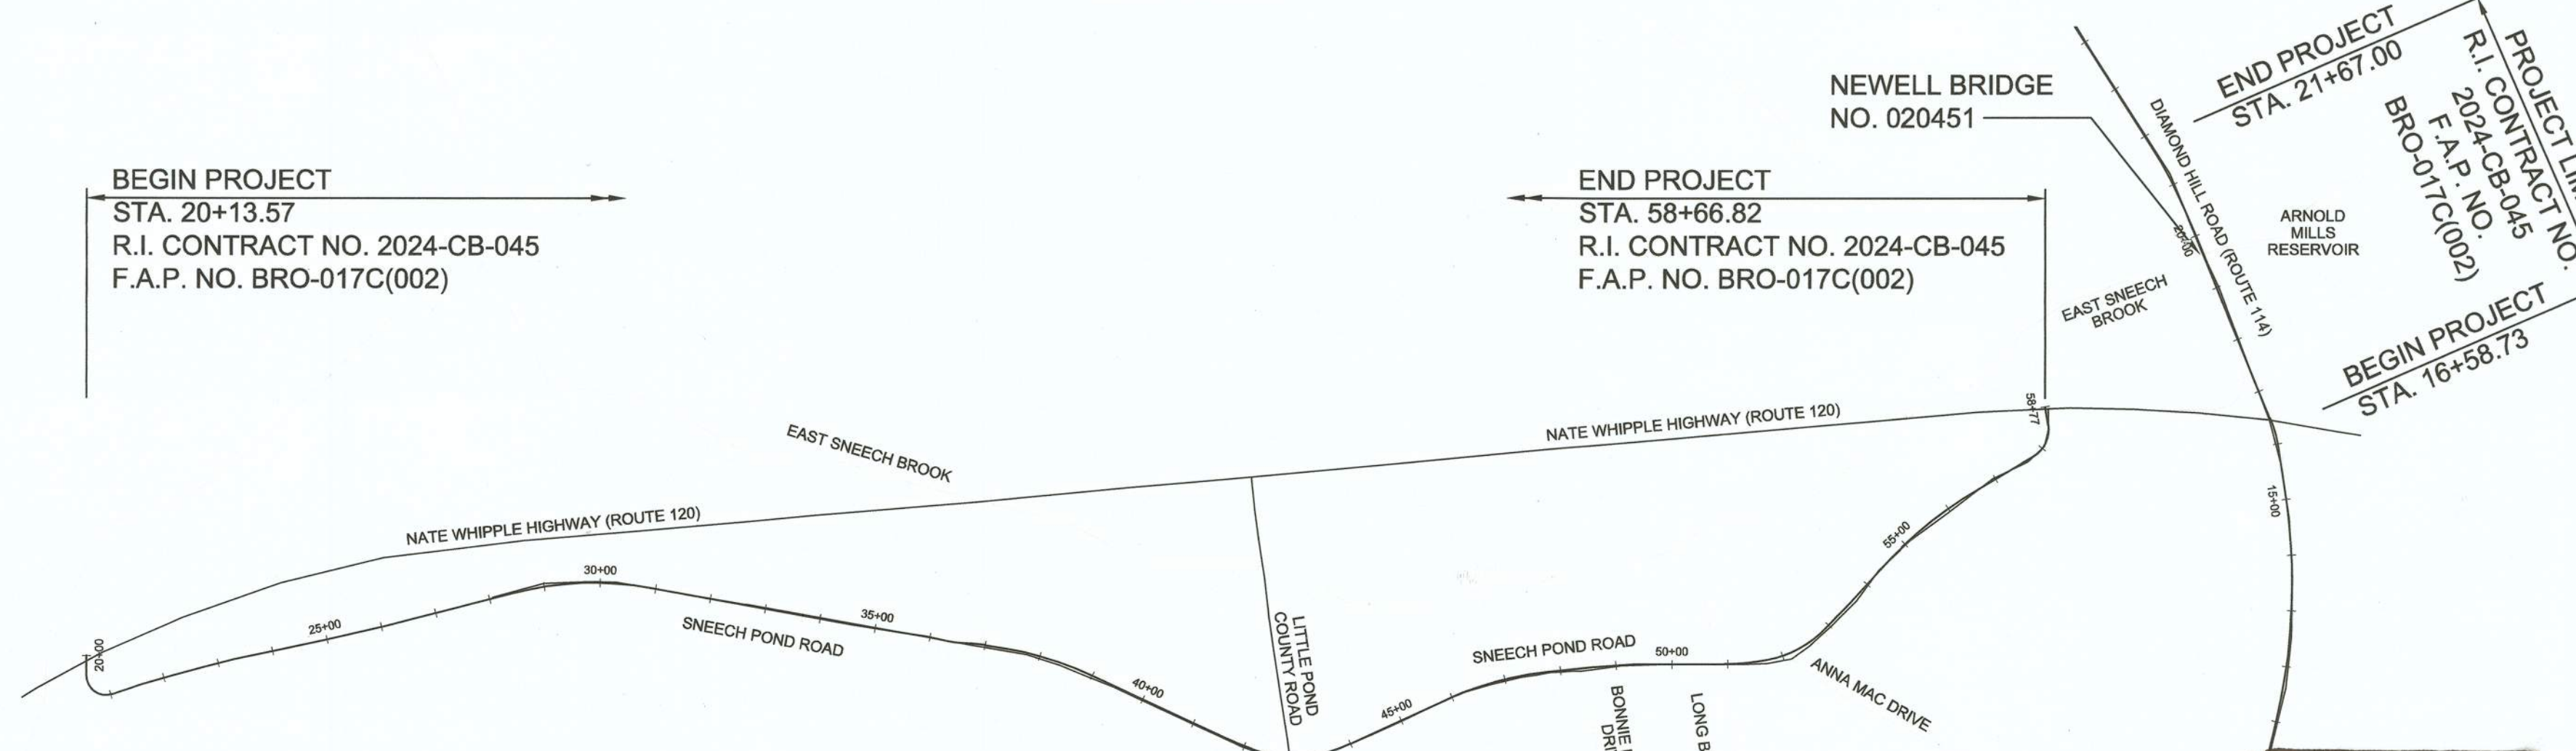 BEGIN PROJECT
STA. 20+13.57
R.I. CONTRACT NO. 2024-CB-045
F.A.P. NO. BRO-017C(002)
END PROJECT
STA. 58+66.82
R.I. CONTRACT NO. 2024-CB-045
F.A.P. NO. BRO-017C(002)
NEWELL BRIDGE
NO. 020451
END PROJECT
STA. 21+67.00
R.I. CONTRACT NO.
2024-CB-045
F.A.P. NO.
BRO-017C(002)
PROJECT
BEGIN PROJECT
STA. 16+58.73
DIAMOND HILL ROAD (ROUTE 114)
20+00
ARNOLD
MILLS
RESERVOIR
EAST SNEECH
BROOK
58+77
15+00
EAST SNEECH BROOK
NATE WHIPPLE HIGHWAY (ROUTE 120)
NATE WHIPPLE HIGHWAY (ROUTE 120)
20+00
25+00
30+00
35+00
SNEECH POND ROAD
40+00
LITTLE POND
COUNTY ROAD
45+00
SNEECH POND ROAD
50+00
55+00
BONNIE
LONG
ANNA MAC DRIVE